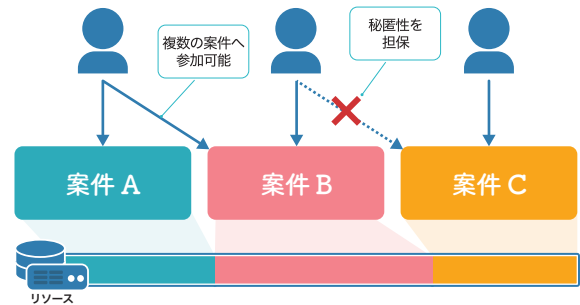 複数の案件へ
参加可能
秘匿性を
担保
案件 A
案件 B
案件 C
リソース